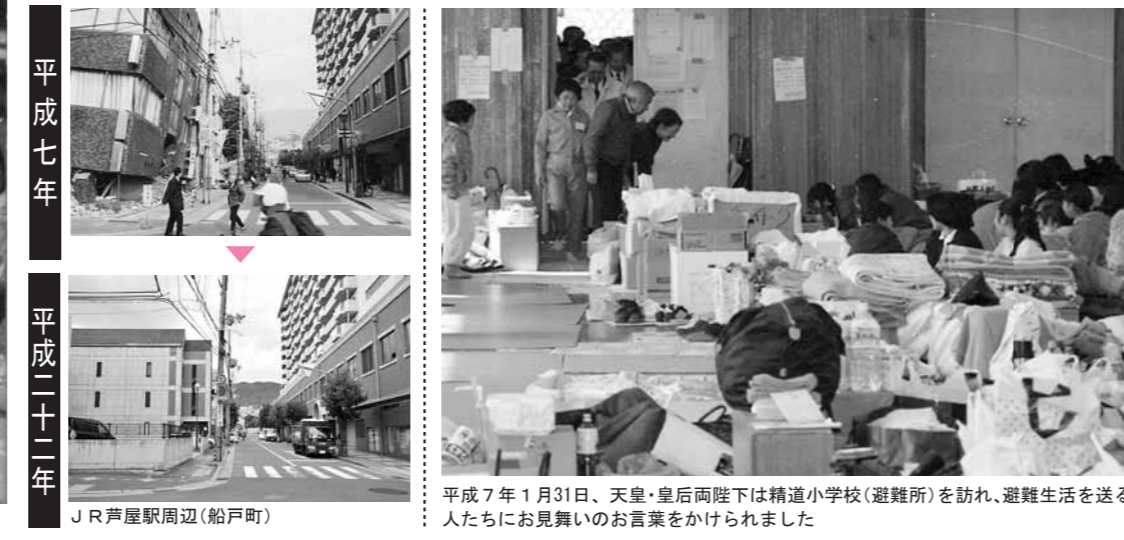 平成七年
平成二十二年
ＪＲ芦屋駅周辺（船戸町）
平成７年１月31日、天皇・皇后両陛下は精道小学校（避難所）を訪れ、避難生活を送る
人たちにお見舞いのお言葉をかけられました